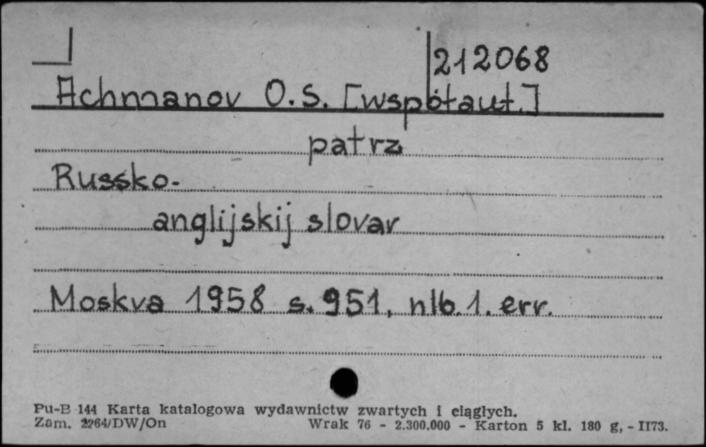 212068
Achmanov O.S. [współaut.]
patrz
Russko-
anglijskij slovar
Moskva 1958 s. 951, nlb. 1. err.
Pu-B 144 Karta katalogowa wydawnictw zwartych i ciągłych.
Zam. 2264/DW/On Wrak 76 - 2.300.000 - Karton 5 kl. 180 g, - II73.